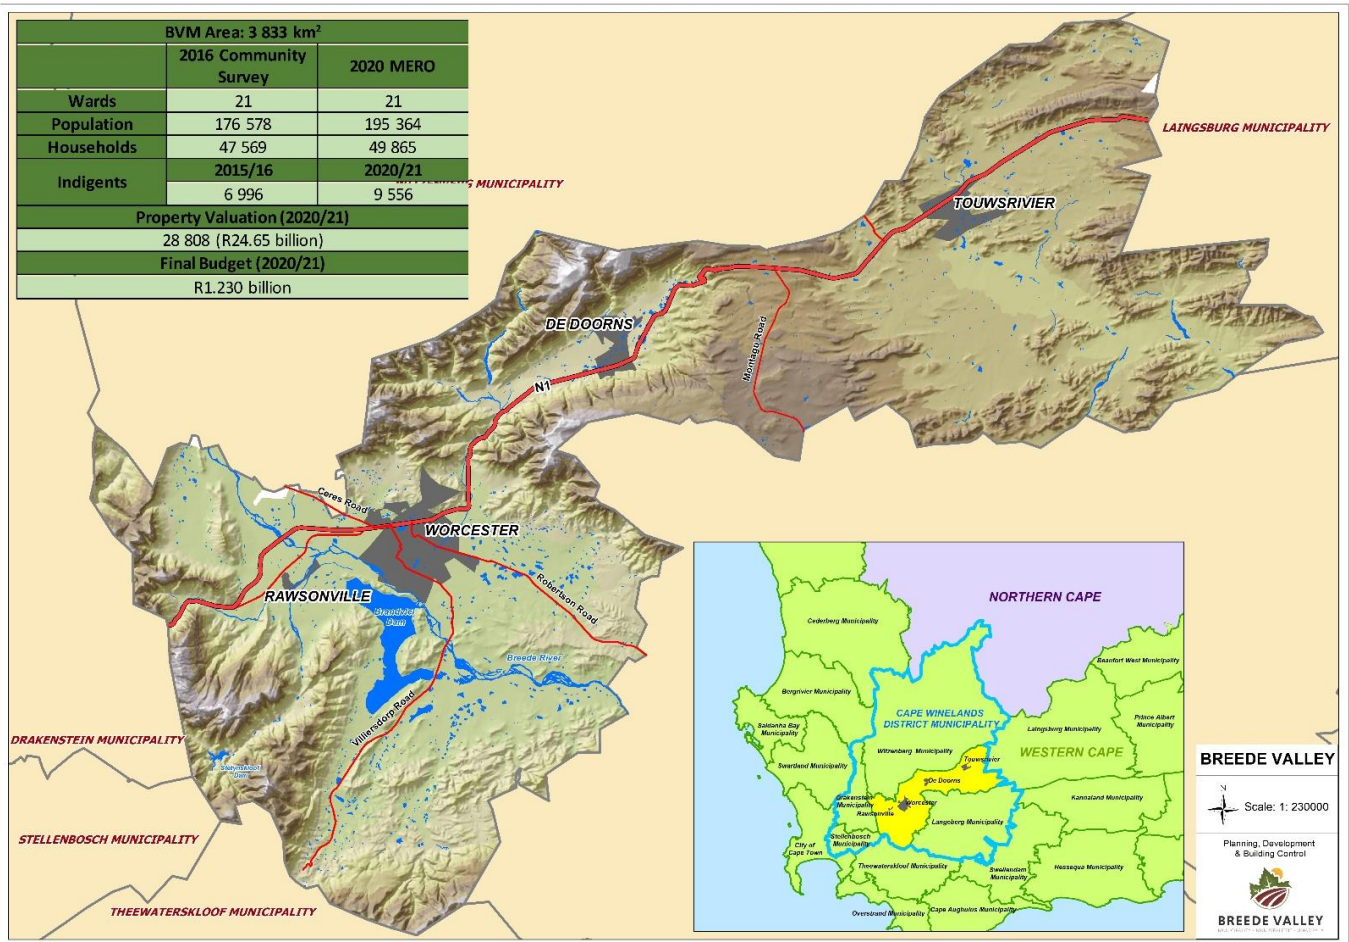 BVM Area: 3 833 km²
2016 Community Survey
2020 MERO
Wards 21 21
Population 176 578 195 364
Households 47 569 49 865
Indigents
2015/16 2020/21
6 996 9 556
Property Valuation (2020/21)
28 808 (R24.65 billion)
Final Budget (2020/21)
R1.230 billion
MUNICIPALITY
LAINGSBURG MUNICIPALITY
TOUWSRIVIER
DE DOORNS
Montagu Road
N1
Ceres Road
WORCESTER
RAWSONVILLE
Robertson Road
Brandvlei
Dam
Breede River
Villiersdorp Road
Stettynskloof
Dam
DRAKENSTEIN MUNICIPALITY
STELLENBOSCH MUNICIPALITY
THEEWATERSKLOOF MUNICIPALITY
NORTHERN CAPE
Cederberg Municipality
Beaufort West Municipality
Bergrivier Municipality
CAPE WINELANDS
DISTRICT MUNICIPALITY
Prince Albert
Municipality
Saldanha Bay
Municipality
Laingsburg Municipality
Witzenberg Municipality
WESTERN CAPE
Swartland Municipality
Touwsrivier
De Doorns
Drakenstein
Municipality
Worcester
Kannaland Municipality
Rawsonville
Langeberg Municipality
Stellenbosch
Municipality
City of
Cape Town
Theewaterskloof Municipality
Swellendam
Municipality
Hessequa Municipality
Overstrand Municipality
Cape Aughulus Municipality
BREEDE VALLEY
N
Scale: 1: 230000
Planning, Development
& Building Control
BREEDE VALLEY